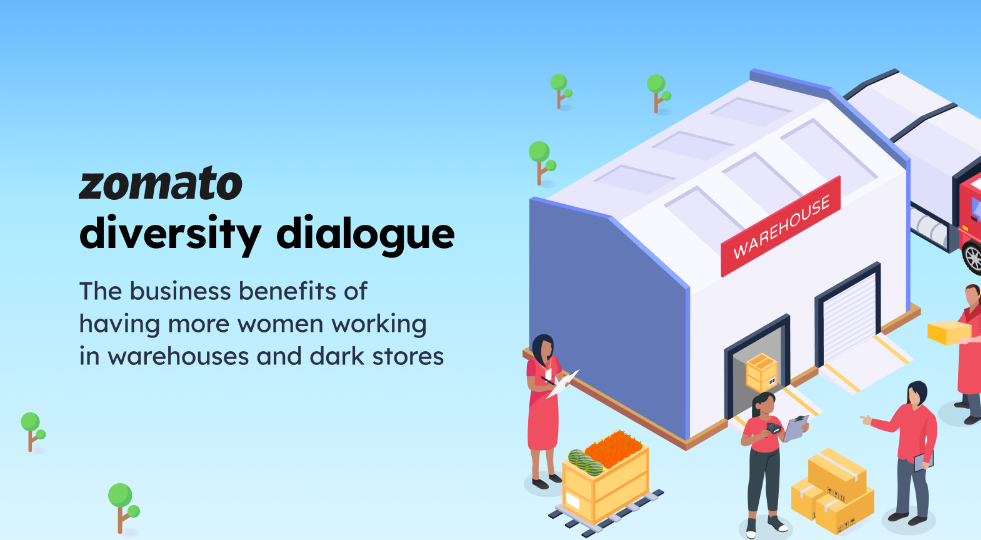 zomato
diversity dialogue
The business benefits of
having more women working
in warehouses and dark stores
WAREHOUSE